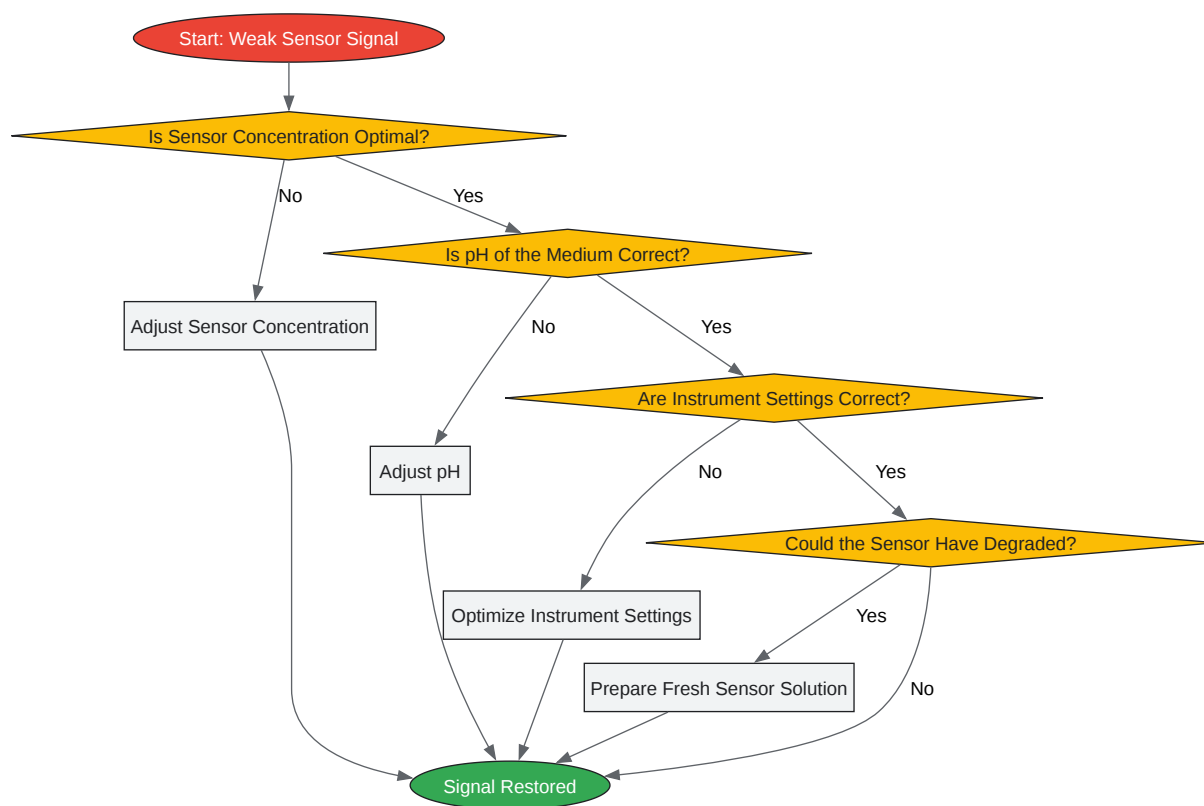 Start: Weak Sensor Signal
Is Sensor Concentration Optimal?
No
Yes
Is pH of the Medium Correct?
Adjust Sensor Concentration
No
Yes
Are Instrument Settings Correct?
Adjust pH
No
Yes
Could the Sensor Have Degraded?
Optimize Instrument Settings
Yes
Prepare Fresh Sensor Solution
No
Signal Restored